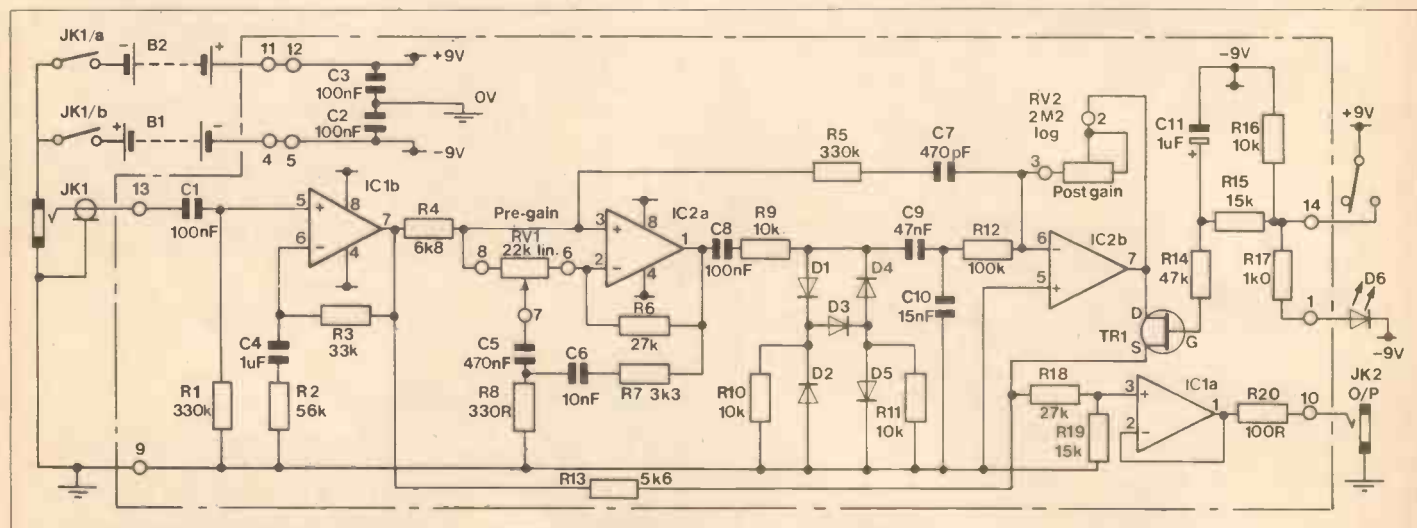 JK1/a
B2
-
+
11
12
+9V
C3
100nF
0V
C2
100nF
JK1/b
+
B1
-
4
5
-9V
JK1
13
C1
100nF
5
+
6
-
IC1b
8
7
4
R3
33k
C4
1uF
R1
330k
R2
56k
9
R4
6k8
Pre-gain
RV1
22k lin.
8
6
7
C5
470nF
R8
330R
C6
10nF
R7 3k3
R6
27k
3
+
2
-
IC2a
8
1
4
C8
100nF
R9
10k
R5
330k
C7
470pF
D1
D4
D3
D2
D5
R10
10k
R11
10k
C9
47nF
C10
15nF
R12
100k
RV2
2M2
log
2
3
Post gain
6
-
5
+
IC2b
7
D
TR1
S
G
R13
5k6
-9V
C11
1uF
+
R16
10k
R15
15k
R14
47k
R17
1k0
14
+9V
1
D6
-9V
R18
27k
R19
15k
3
+
2
-
IC1a
1
R20
100R
10
JK2
O/P